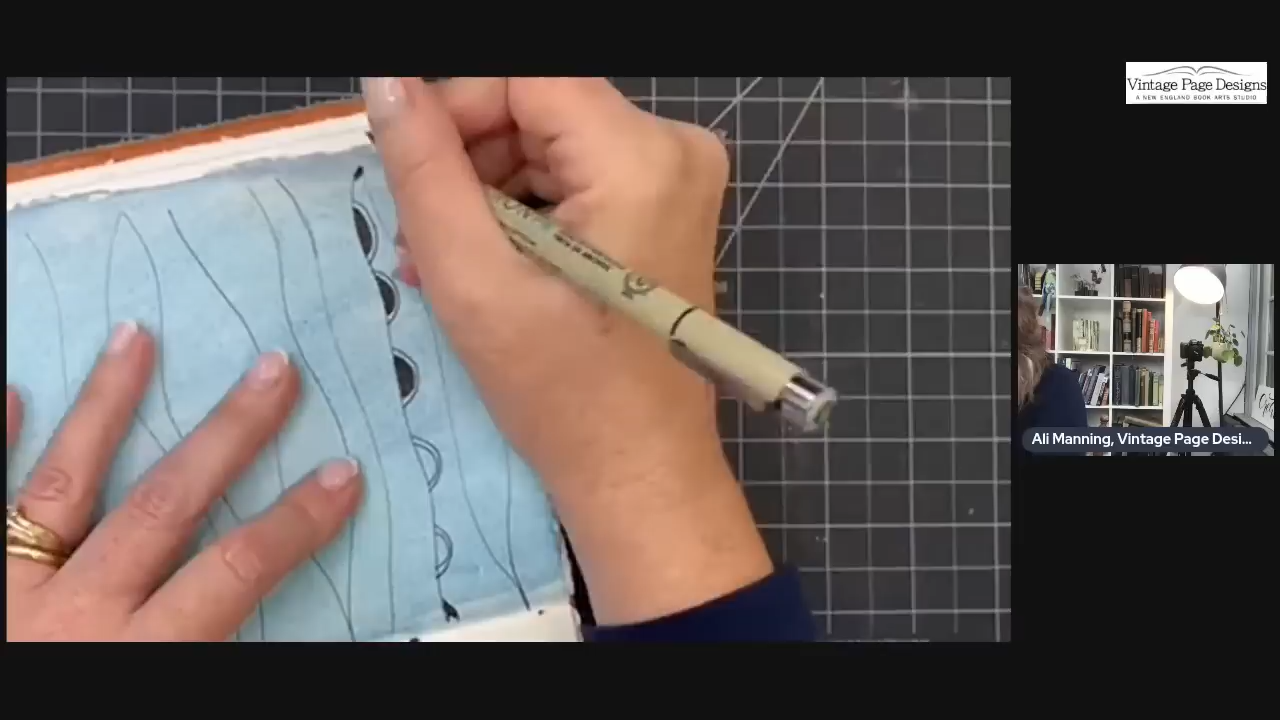 Vintage Page Designs
A NEW ENGLAND BOOK ARTS STUDIO
Ali Manning, Vintage Page Desi...